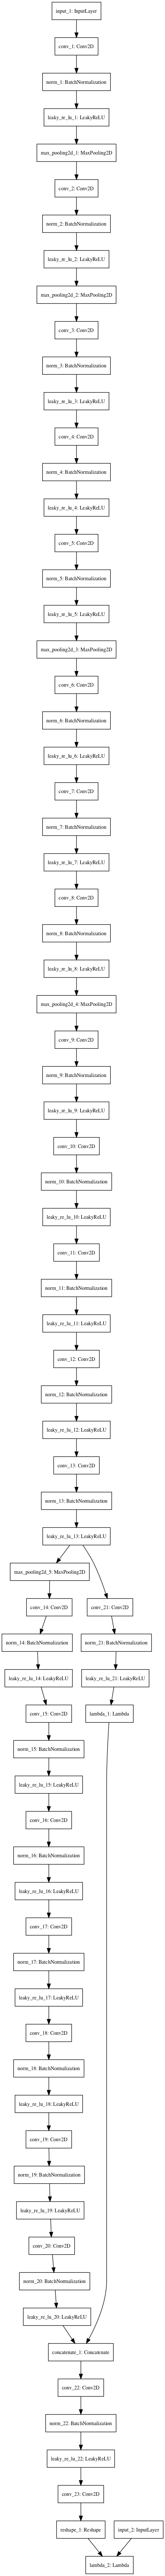 input_1: InputLayer
conv_1: Conv2D
norm_1: BatchNormalization
leaky_re_lu_1: LeakyReLU
max_pooling2d_1: MaxPooling2D
conv_2: Conv2D
norm_2: BatchNormalization
leaky_re_lu_2: LeakyReLU
max_pooling2d_2: MaxPooling2D
conv_3: Conv2D
norm_3: BatchNormalization
leaky_re_lu_3: LeakyReLU
conv_4: Conv2D
norm_4: BatchNormalization
leaky_re_lu_4: LeakyReLU
conv_5: Conv2D
norm_5: BatchNormalization
leaky_re_lu_5: LeakyReLU
max_pooling2d_3: MaxPooling2D
conv_6: Conv2D
norm_6: BatchNormalization
leaky_re_lu_6: LeakyReLU
conv_7: Conv2D
norm_7: BatchNormalization
leaky_re_lu_7: LeakyReLU
conv_8: Conv2D
norm_8: BatchNormalization
leaky_re_lu_8: LeakyReLU
max_pooling2d_4: MaxPooling2D
conv_9: Conv2D
norm_9: BatchNormalization
leaky_re_lu_9: LeakyReLU
conv_10: Conv2D
norm_10: BatchNormalization
leaky_re_lu_10: LeakyReLU
conv_11: Conv2D
norm_11: BatchNormalization
leaky_re_lu_11: LeakyReLU
conv_12: Conv2D
norm_12: BatchNormalization
leaky_re_lu_12: LeakyReLU
conv_13: Conv2D
norm_13: BatchNormalization
leaky_re_lu_13: LeakyReLU
max_pooling2d_5: MaxPooling2D
conv_14: Conv2D
conv_21: Conv2D
norm_14: BatchNormalization
norm_21: BatchNormalization
leaky_re_lu_14: LeakyReLU
leaky_re_lu_21: LeakyReLU
conv_15: Conv2D
lambda_1: Lambda
norm_15: BatchNormalization
leaky_re_lu_15: LeakyReLU
conv_16: Conv2D
norm_16: BatchNormalization
leaky_re_lu_16: LeakyReLU
conv_17: Conv2D
norm_17: BatchNormalization
leaky_re_lu_17: LeakyReLU
conv_18: Conv2D
norm_18: BatchNormalization
leaky_re_lu_18: LeakyReLU
conv_19: Conv2D
norm_19: BatchNormalization
leaky_re_lu_19: LeakyReLU
conv_20: Conv2D
norm_20: BatchNormalization
leaky_re_lu_20: LeakyReLU
concatenate_1: Concatenate
conv_22: Conv2D
norm_22: BatchNormalization
leaky_re_lu_22: LeakyReLU
conv_23: Conv2D
reshape_1: Reshape
input_2: InputLayer
lambda_2: Lambda